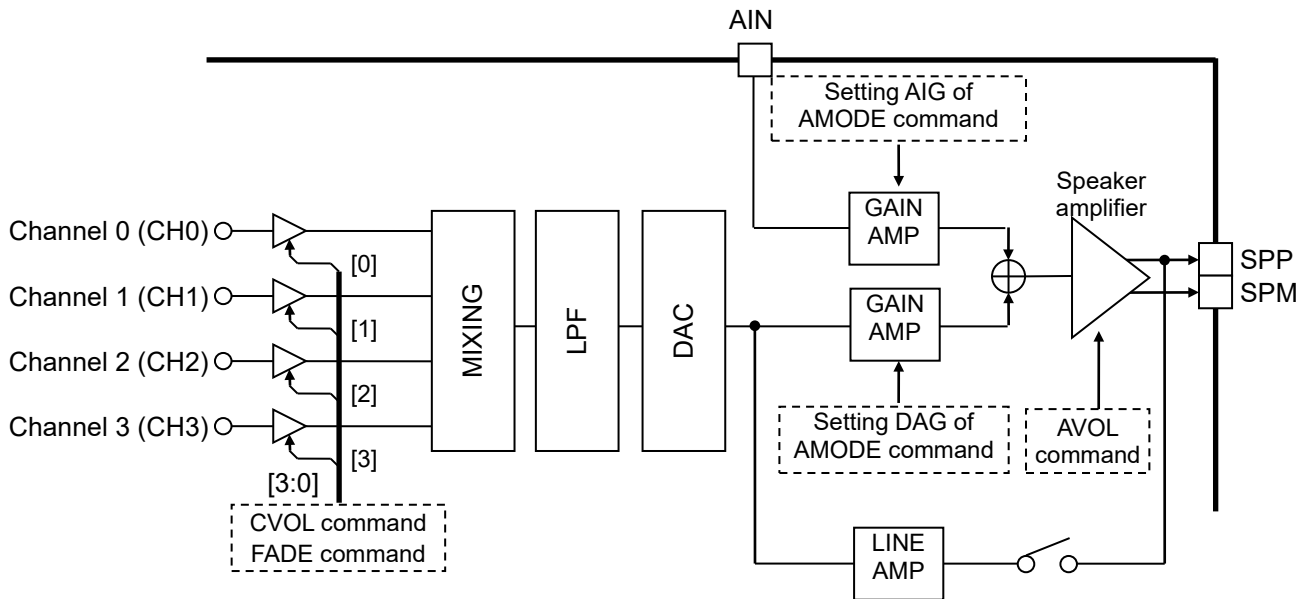 AIN
Setting AIG of
AMODE command
Speaker
amplifier
GAIN
AMP
Channel 0 (CH0)
[0]
SPP
SPM
Channel 1 (CH1)
[1]
MIXING
LPF
DAC
GAIN
AMP
Channel 2 (CH2)
[2]
Channel 3 (CH3)
[3]
Setting DAG of
AMODE command
AVOL
command
[3:0]
CVOL command
FADE command
LINE
AMP